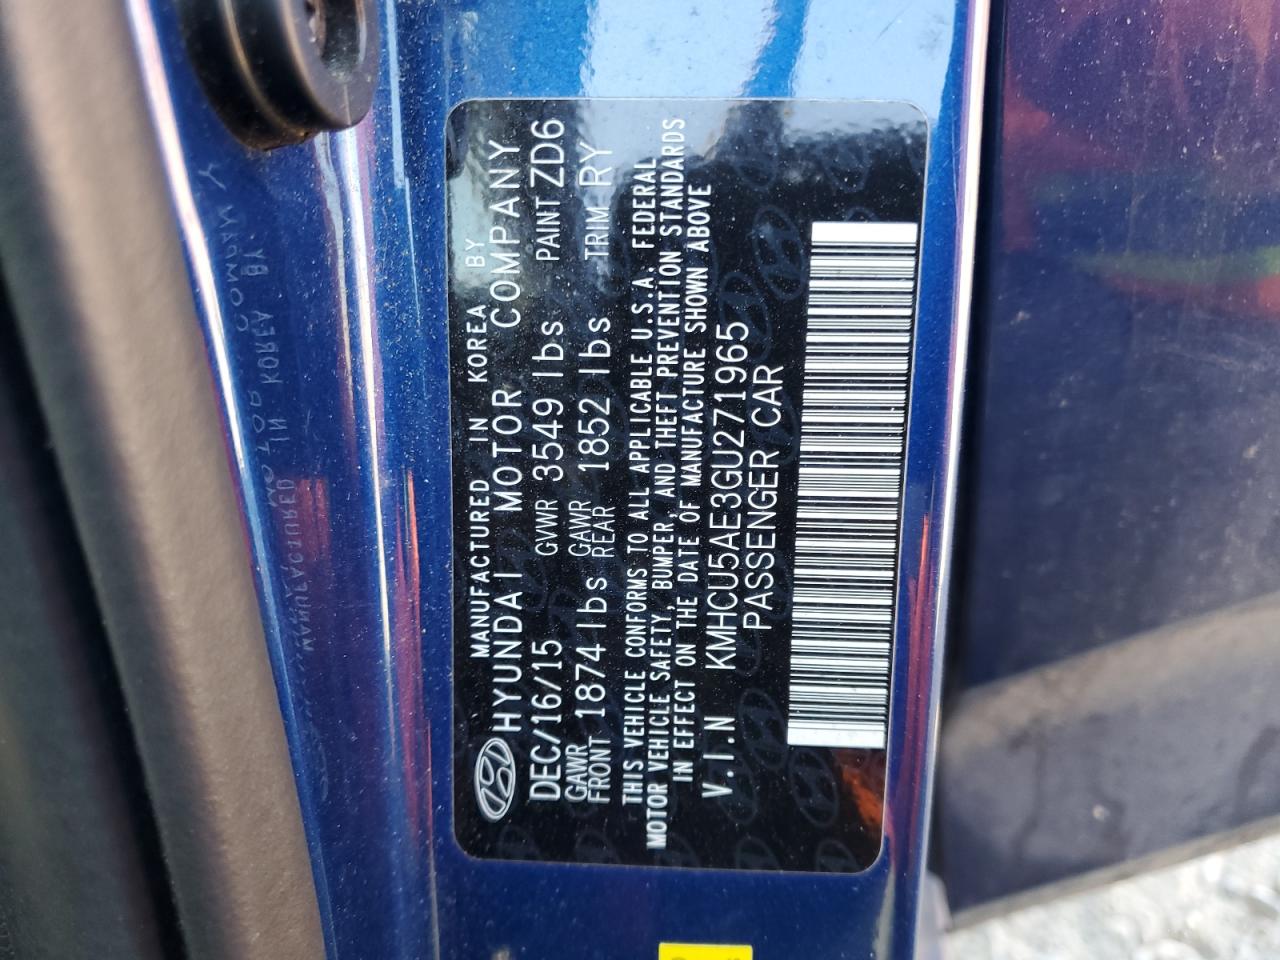 MANUFACTURED IN KOREA BY
HYUNDAI MOTOR COMPANY
DEC/16/15 GVWR 3549 lbs PAINT ZD6
GAWR FRONT 1874 lbs GAWR REAR 1852 lbs TRIM RY
THIS VEHICLE CONFORMS TO ALL APPLICABLE U.S.A. FEDERAL
MOTOR VEHICLE SAFETY, BUMPER, AND THEFT PREVENTION STANDARDS
IN EFFECT ON THE DATE OF MANUFACTURE SHOWN ABOVE
V.I.N KMHCU5AE3GU271965
PASSENGER CAR